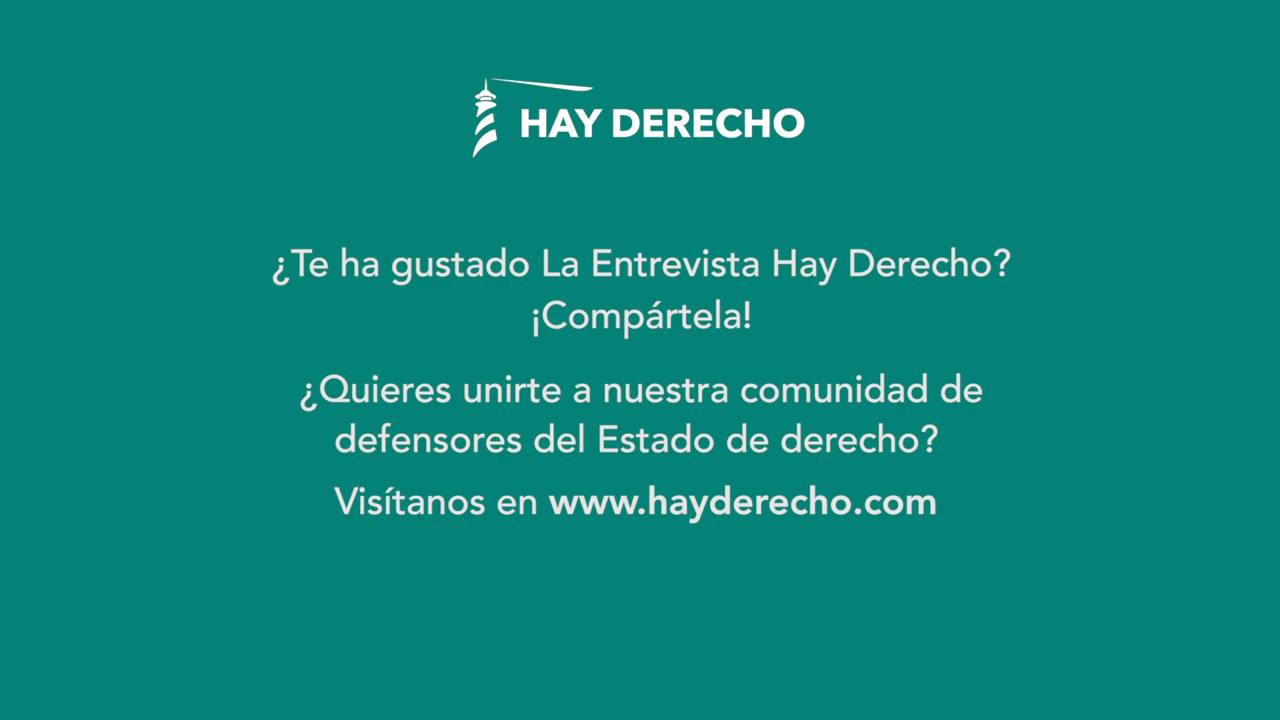 HAY DERECHO
¿Te ha gustado La Entrevista Hay Derecho?
¡Compártela!
¿Quieres unirte a nuestra comunidad de
defensores del Estado de derecho?
Visítanos en www.hayderecho.com